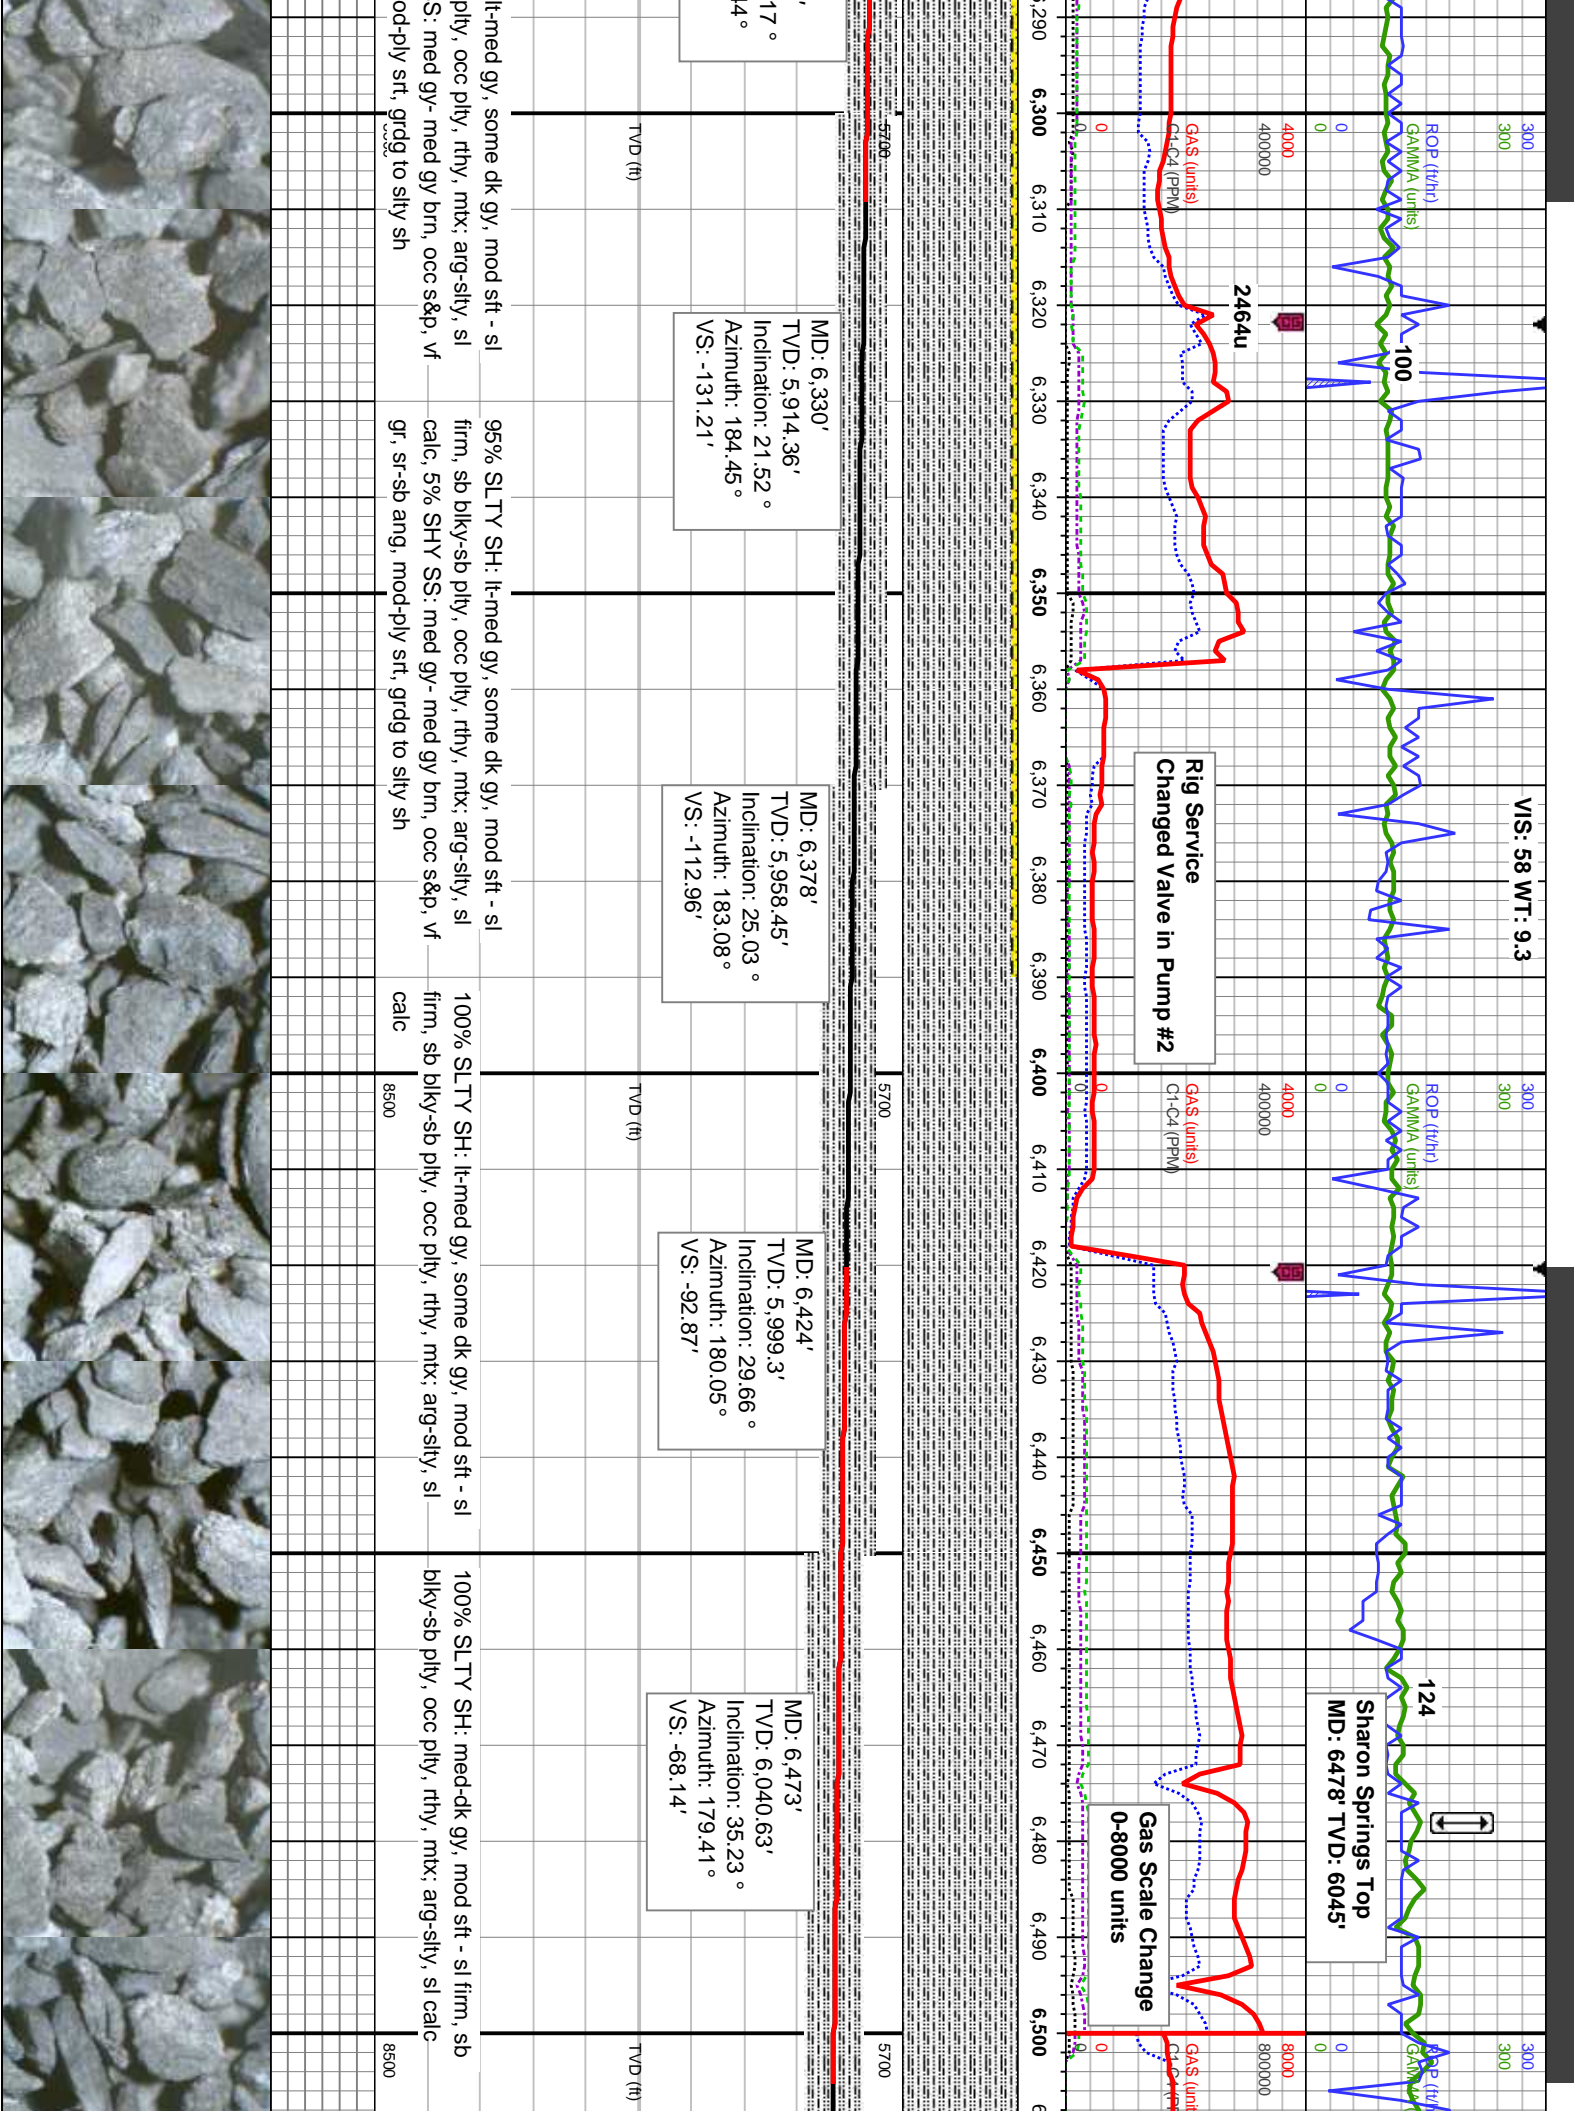 300
300
ROP (ft/hr)
GAMMA (units)
0
0
100
VIS: 58 WT: 9.3
300
300
ROP (ft/hr)
GAMMA (units)
0
0
124
Sharon Springs Top
MD: 6478' TVD: 6045'
300
300
0
0
4000
400000
GAS (units)
C1-C4 (PPM)
0
0
2464u
Rig Service
Changed Valve in Pump #2
4000
400000
GAS (units)
C1-C4 (PPM)
0
0
Gas Scale Change
0-8000 units
8000
800000
0
0
6,290
6,300
6,310
6,320
6,330
6,340
6,350
6,360
6,370
6,380
6,390
6,400
6,410
6,420
6,430
6,440
6,450
6,460
6,470
6,480
6,490
6,500
5700
5700
5700
MD: 6,330'
TVD: 5,914.36'
Inclination: 21.52 °
Azimuth: 184.45 °
VS: -131.21'
MD: 6,378'
TVD: 5,958.45'
Inclination: 25.03 °
Azimuth: 183.08 °
VS: -112.96'
MD: 6,424'
TVD: 5,999.3'
Inclination: 29.66 °
Azimuth: 180.05 °
VS: -92.87'
MD: 6,473'
TVD: 6,040.63'
Inclination: 35.23 °
Azimuth: 179.41 °
VS: -68.14'
TVD (ft)
TVD (ft)
TVD (ft)
lt-med gy, some dk gy, mod sft - sl
plty, occ plty, rthy, mtx; arg-slty, sl
S: med gy- med gy brn, occ s&p, vf
od-ply srt, grdg to slty sh
95% SLTY SH: lt-med gy, some dk gy, mod sft - sl
firm, sb blky-sb plty, occ plty, rthy, mtx; arg-slty, sl
calc, 5% SHY SS: med gy- med gy brn, occ s&p, vf
gr, sr-sb ang, mod-ply srt, grdg to slty sh
100% SLTY SH: lt-med gy, some dk gy, mod sft - sl
firm, sb blky-sb plty, occ plty, rthy, mtx; arg-slty, sl
calc
100% SLTY SH: med-dk gy, mod sft - sl firm, sb
blky-sb plty, occ plty, rthy, mtx; arg-slty, sl calc
8500
8500